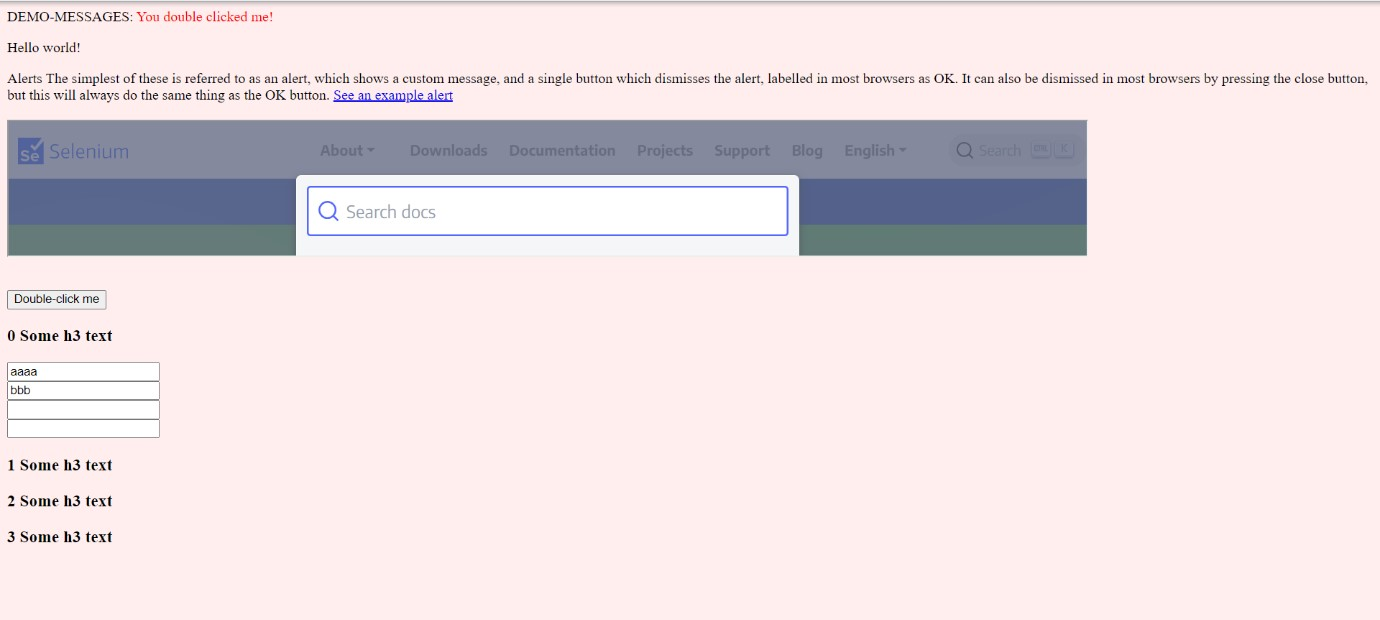 DEMO-MESSAGES: You double clicked me!
Hello world!
Alerts The simplest of these is referred to as an alert, which shows a custom message, and a single button which dismisses the alert, labelled in most browsers as OK. It can also be dismissed in most browsers by pressing the close button,
but this will always do the same thing as the OK button. See an example alert
Se Selenium About Downloads Documentation Projects Support Blog English Search K
Search docs
Double-click me
0 Some h3 text
aaaa
bbb
1 Some h3 text
2 Some h3 text
3 Some h3 text